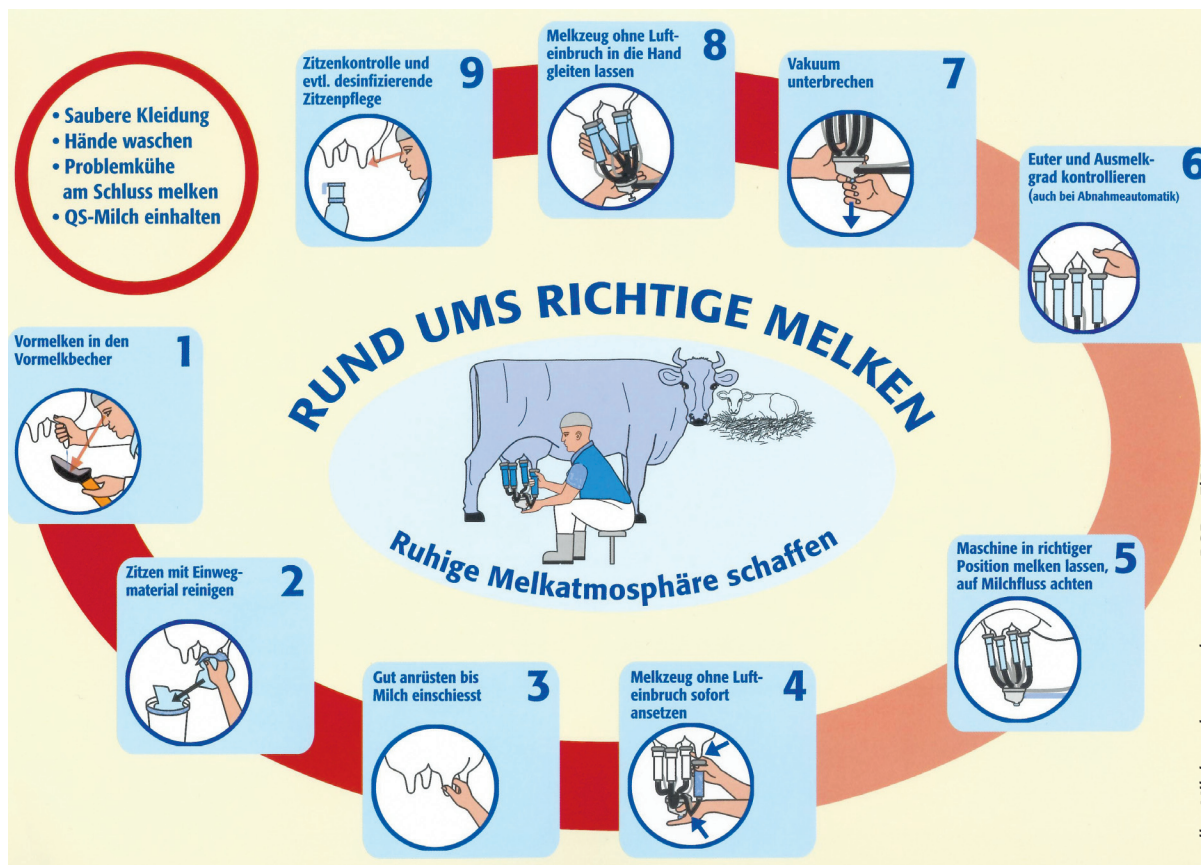 • Saubere Kleidung
• Hände waschen
• Problemkühe
am Schluss melken
• QS-Milch einhalten
RUND UMS RICHTIGE MELKEN
Ruhige Melkatmosphäre schaffen
Vormelken in den
Vormelkbecher
1
Zitzen mit Einweg-
material reinigen
2
Gut anrüsten bis
Milch einschiesst
3
Melkzeug ohne Luft-
einbruch sofort
ansetzen
4
Maschine in richtiger
Position melken lassen,
auf Milchfluss achten
5
Euter und Ausmelk-
grad kontrollieren
(auch bei Abnahmeautomatik)
6
Vakuum
unterbrechen
7
Melkzeug ohne Luft-
einbruch in die Hand
gleiten lassen
8
Zitzenkontrolle und
evtl. desinfizierende
Zitzenpflege
9